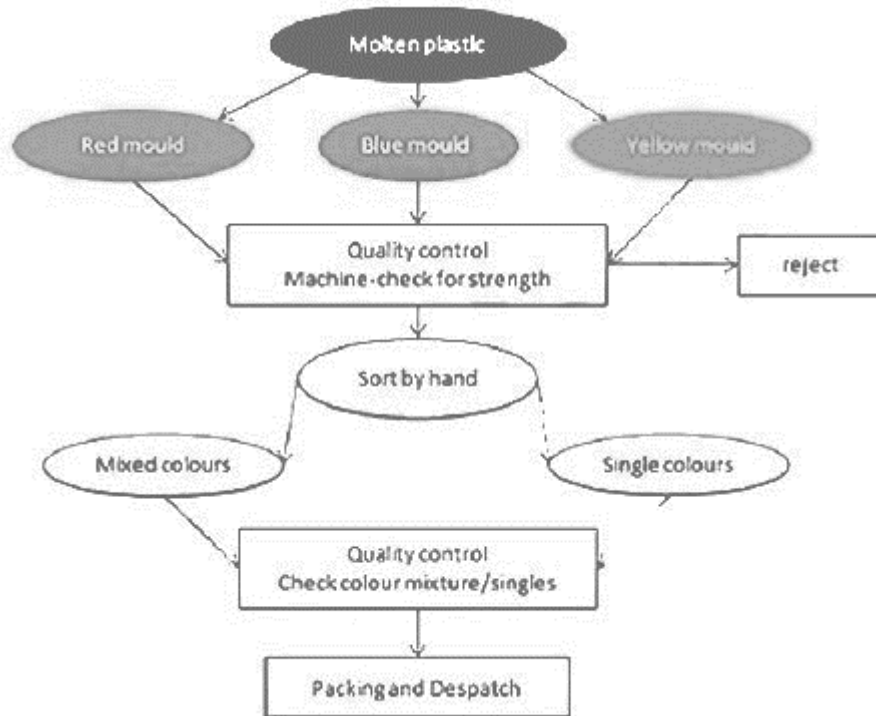 Molten plastic
Red mould
Blue mould
Yellow mould
Quality control
Machine-check for strength
reject
Sort by hand
Mixed colours
Single colours
Quality control
Check colour mixture/singles
Packing and Despatch